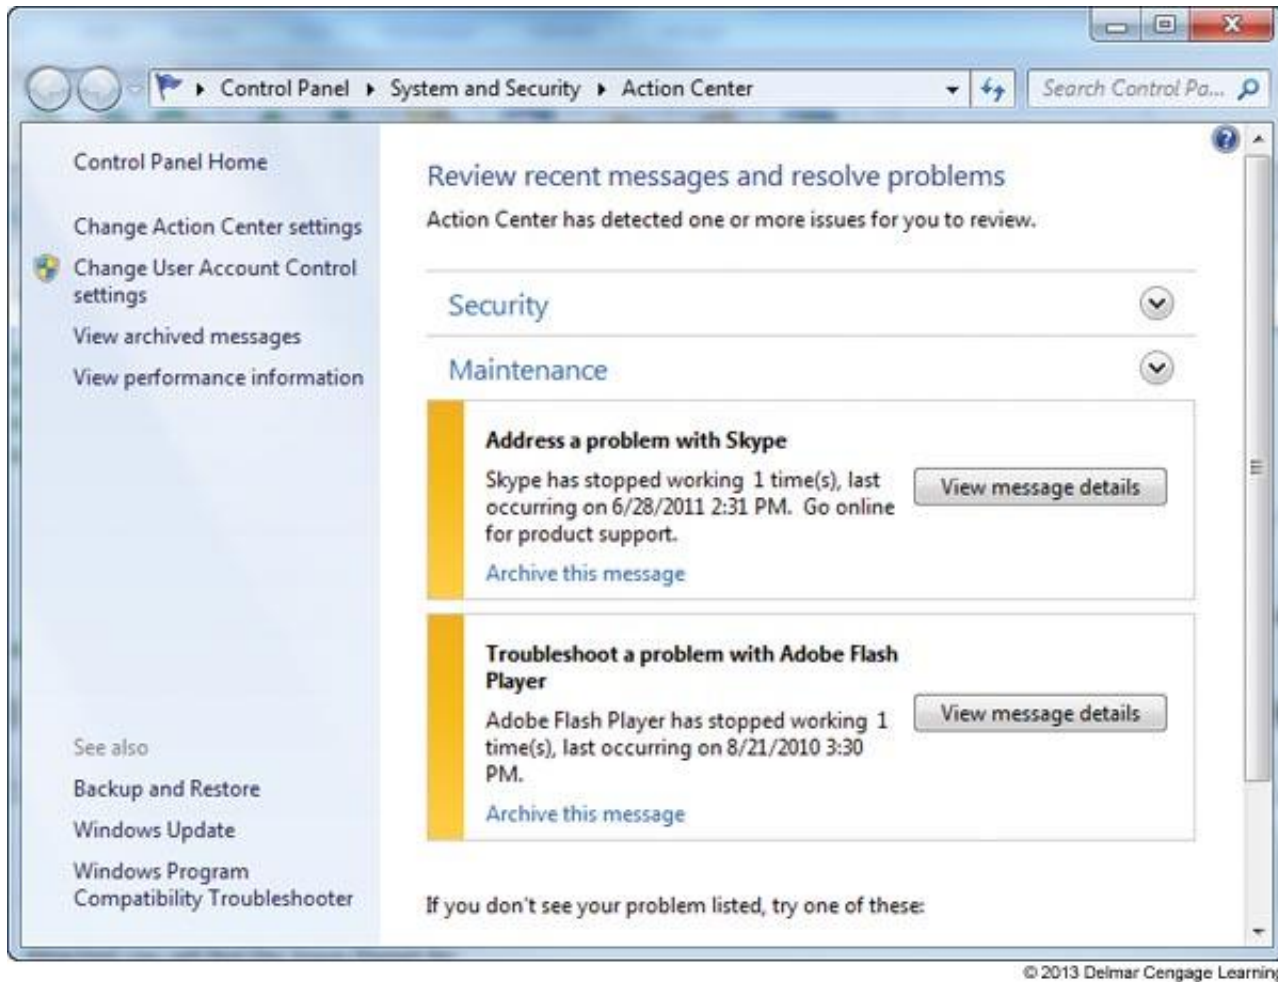 Control Panel
System and Security
Action Center
Search Control Pa...
Control Panel Home
Change Action Center settings
Change User Account Control
settings
View archived messages
View performance information
See also
Backup and Restore
Windows Update
Windows Program
Compatibility Troubleshooter
Review recent messages and resolve problems
Action Center has detected one or more issues for you to review.
Security
Maintenance
Address a problem with Skype
Skype has stopped working 1 time(s), last
occurring on 6/28/2011 2:31 PM. Go online
for product support.
View message details
Archive this message
Troubleshoot a problem with Adobe Flash
Player
Adobe Flash Player has stopped working 1
time(s), last occurring on 8/21/2010 3:30
PM.
View message details
Archive this message
If you don't see your problem listed, try one of these:
© 2013 Delmar Cengage Learning